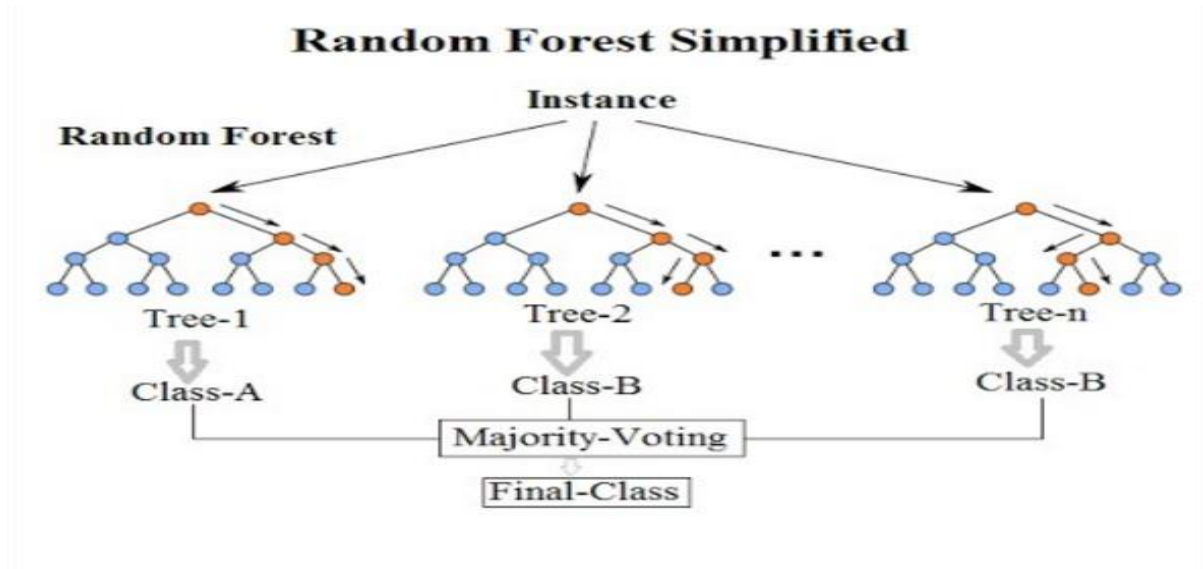 Random Forest Simplified
Instance
Random Forest
...
Tree-1
Tree-2
Tree-n
Class-A
Class-B
Class-B
Majority-Voting
Final-Class